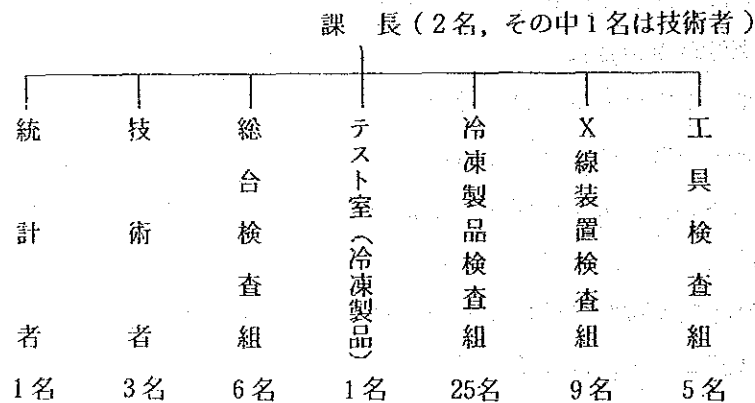 課 長(2名,その中1名は技術者)
統計者
技術者
総合検査組
テスト室(冷凍製品)
冷凍製品検査組
X線装置検査組
工具検査組
1名 3名 6名 1名 25名 9名 5名